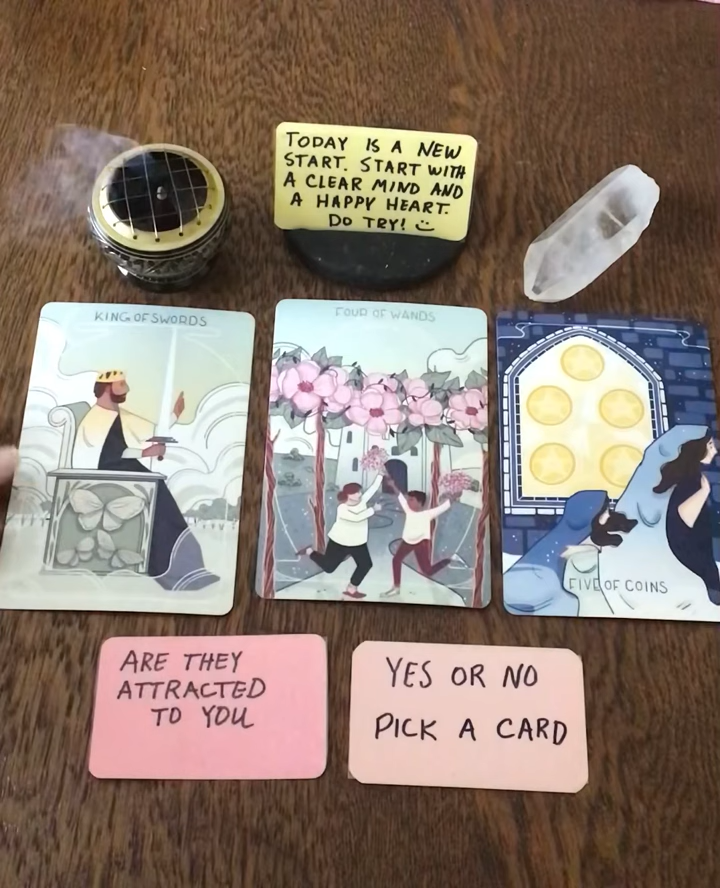 TODAY IS A NEW
START. START WITH
A CLEAR MIND AND
A HAPPY HEART.
DO TRY! :)
KING OF SWORDS
FOUR OF WANDS
FIVE OF COINS
ARE THEY
ATTRACTED
TO YOU
YES OR NO
PICK A CARD